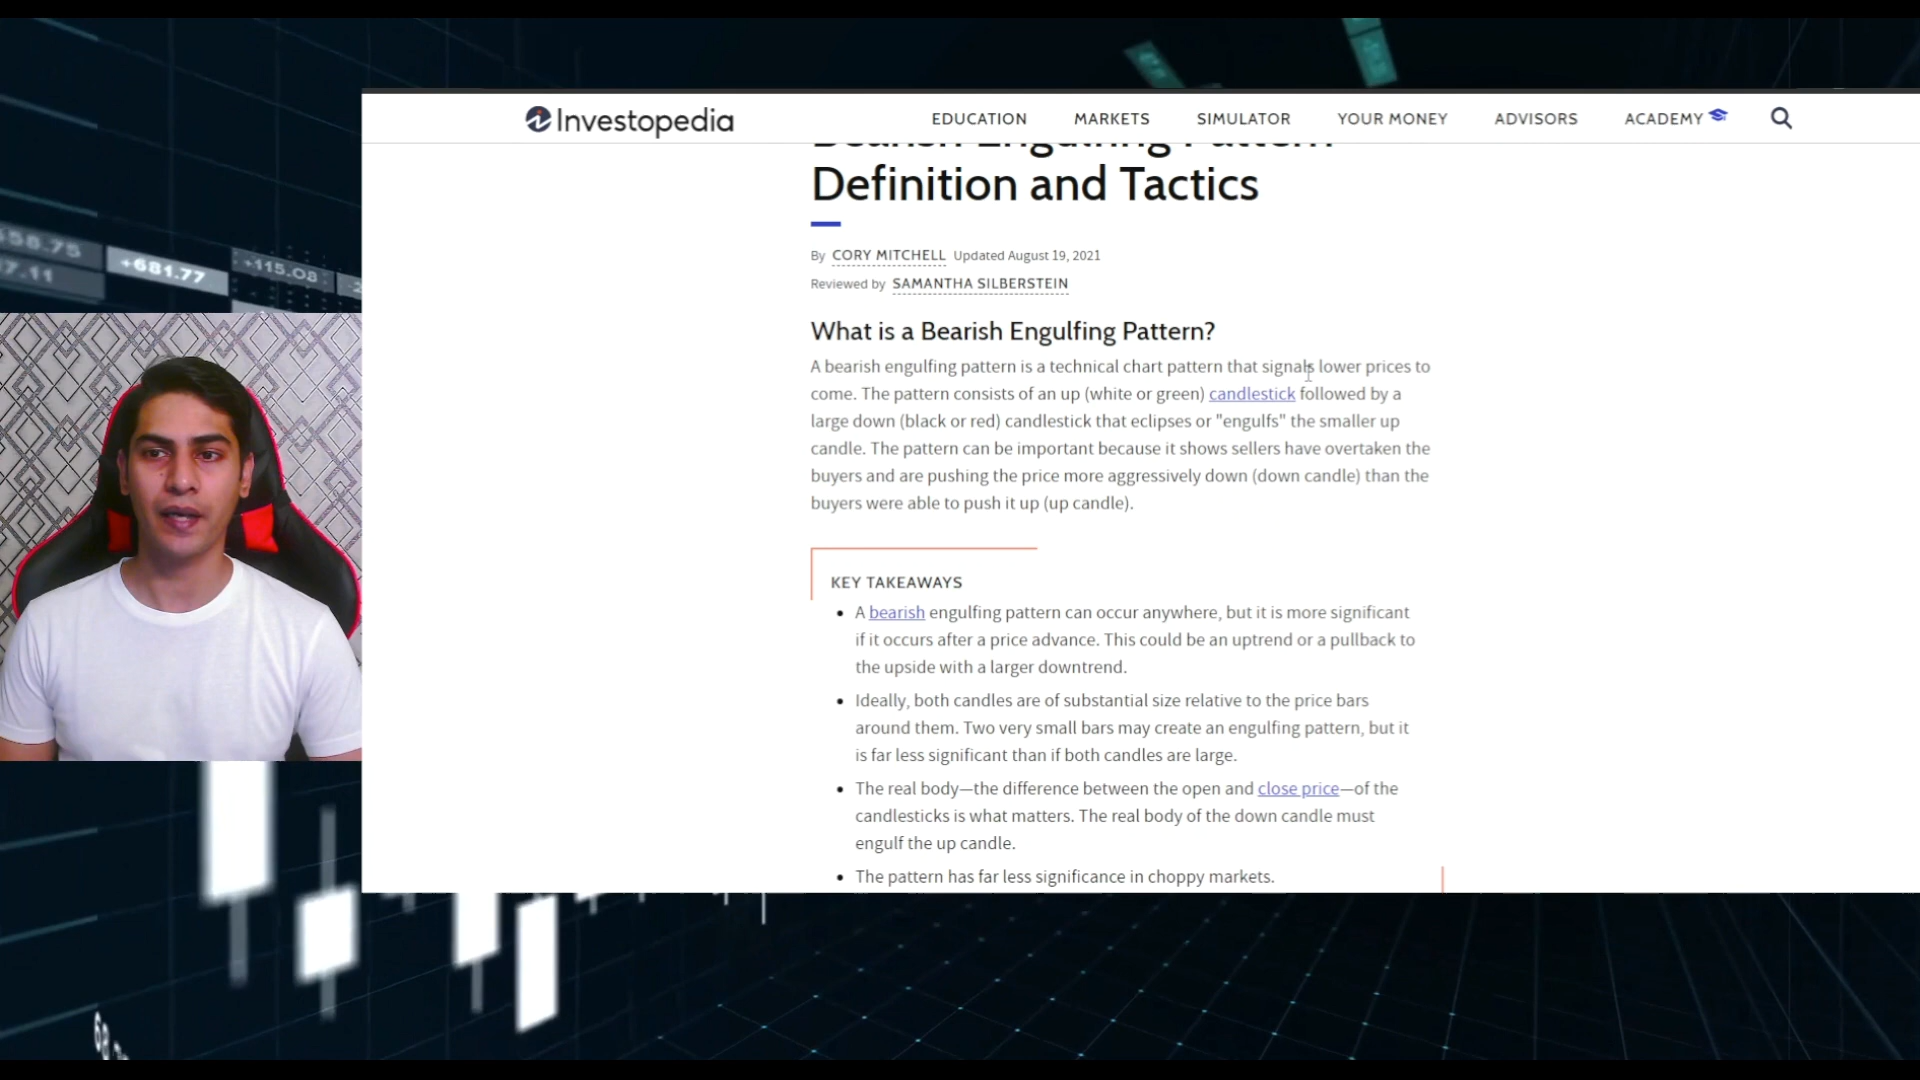 Investopedia
EDUCATION
MARKETS
SIMULATOR
YOUR MONEY
ADVISORS
ACADEMY
Bearish Engulfing Pattern
Definition and Tactics
By CORY MITCHELL Updated August 19, 2021
Reviewed by SAMANTHA SILBERSTEIN
What is a Bearish Engulfing Pattern?
A bearish engulfing pattern is a technical chart pattern that signals lower prices to
come. The pattern consists of an up (white or green) candlestick followed by a
large down (black or red) candlestick that eclipses or "engulfs" the smaller up
candle. The pattern can be important because it shows sellers have overtaken the
buyers and are pushing the price more aggressively down (down candle) than the
buyers were able to push it up (up candle).
KEY TAKEAWAYS
• A bearish engulfing pattern can occur anywhere, but it is more significant
if it occurs after a price advance. This could be an uptrend or a pullback to
the upside with a larger downtrend.
• Ideally, both candles are of substantial size relative to the price bars
around them. Two very small bars may create an engulfing pattern, but it
is far less significant than if both candles are large.
• The real body—the difference between the open and close price—of the
candlesticks is what matters. The real body of the down candle must
engulf the up candle.
• The pattern has far less significance in choppy markets.
+681.77
+115.03